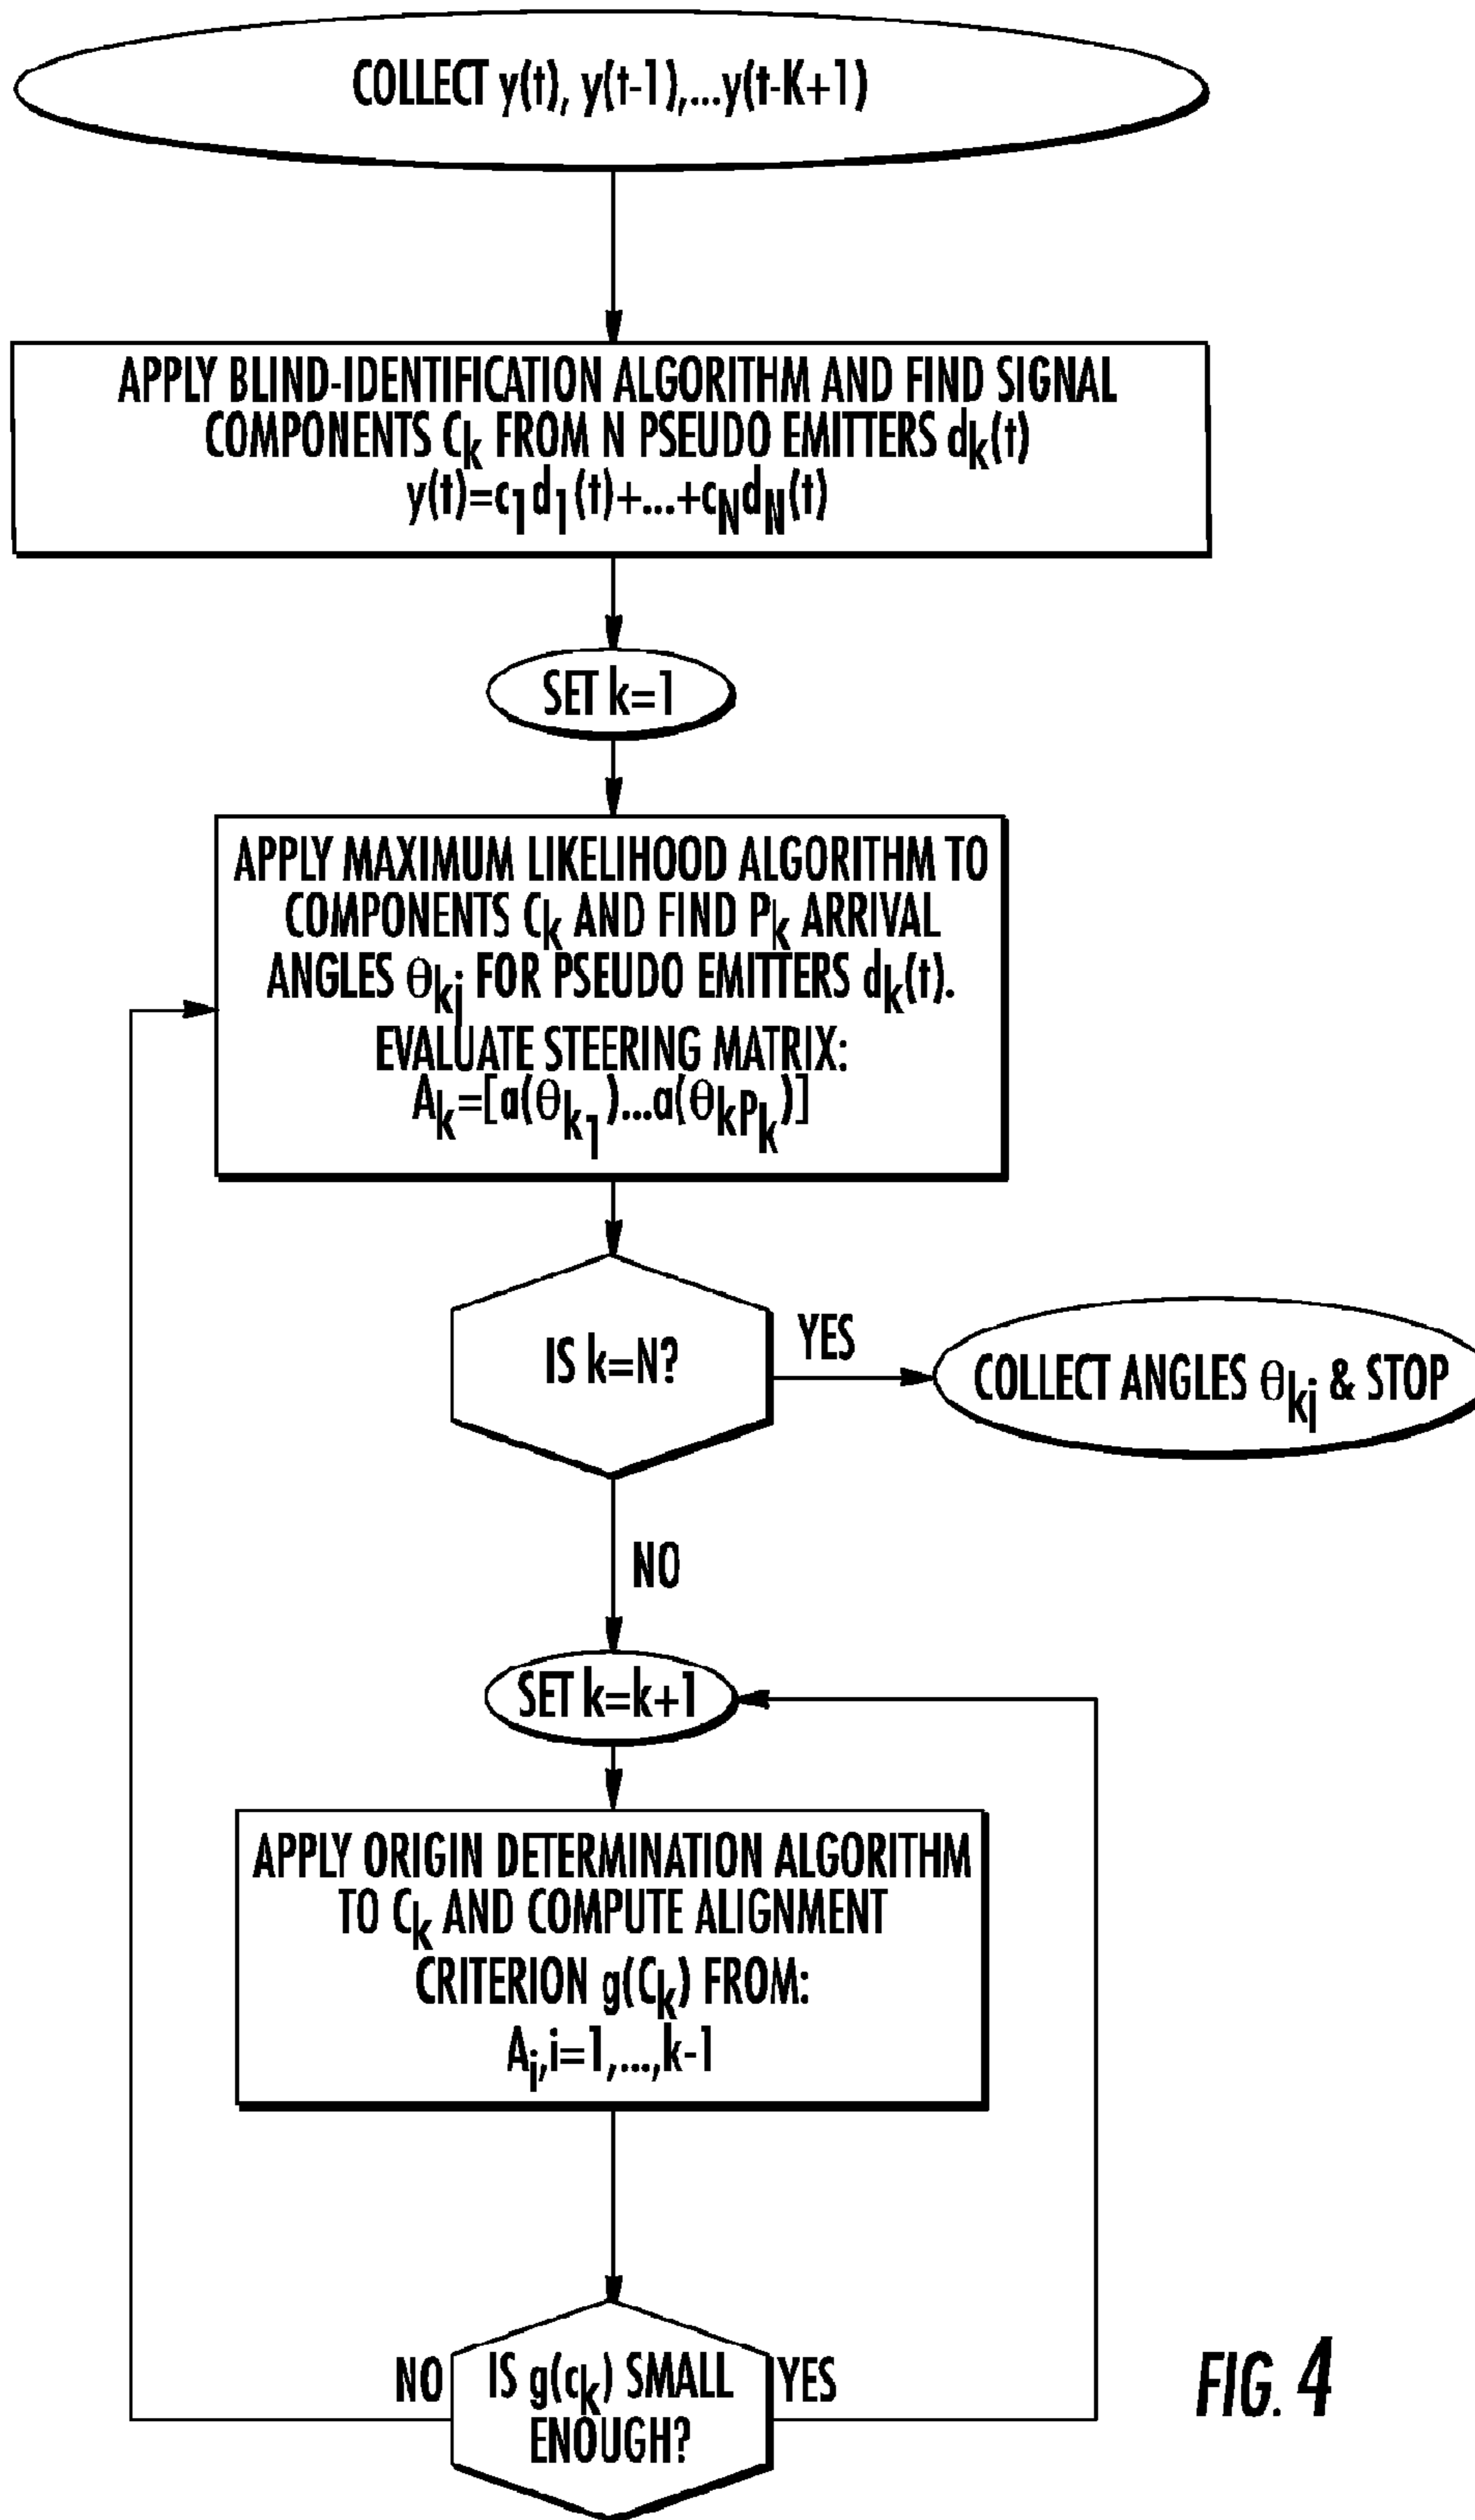 COLLECT y(t), y(t-1),...y(t-K+1)
APPLY BLIND-IDENTIFICATION ALGORITHM AND FIND SIGNAL
COMPONENTS Cₖ FROM N PSEUDO EMITTERS dₖ(t)
y(t)=c₁d₁(t)+...+c_Nd_N(t)
SET k=1
APPLY MAXIMUM LIKELIHOOD ALGORITHM TO
COMPONENTS Cₖ AND FIND Pₖ ARRIVAL
ANGLES θₖⱼ FOR PSEUDO EMITTERS dₖ(t).
EVALUATE STEERING MATRIX:
Aₖ=[a(θₖ₁)...a(θ_kpₖ)]
IS k=N?
YES
COLLECT ANGLES θₖⱼ & STOP
NO
SET k=k+1
APPLY ORIGIN DETERMINATION ALGORITHM
TO Cₖ AND COMPUTE ALIGNMENT
CRITERION g(Cₖ) FROM:
Aᵢ,i=1,...,k-1
NO
IS g(cₖ) SMALL
ENOUGH?
YES
FIG. 4